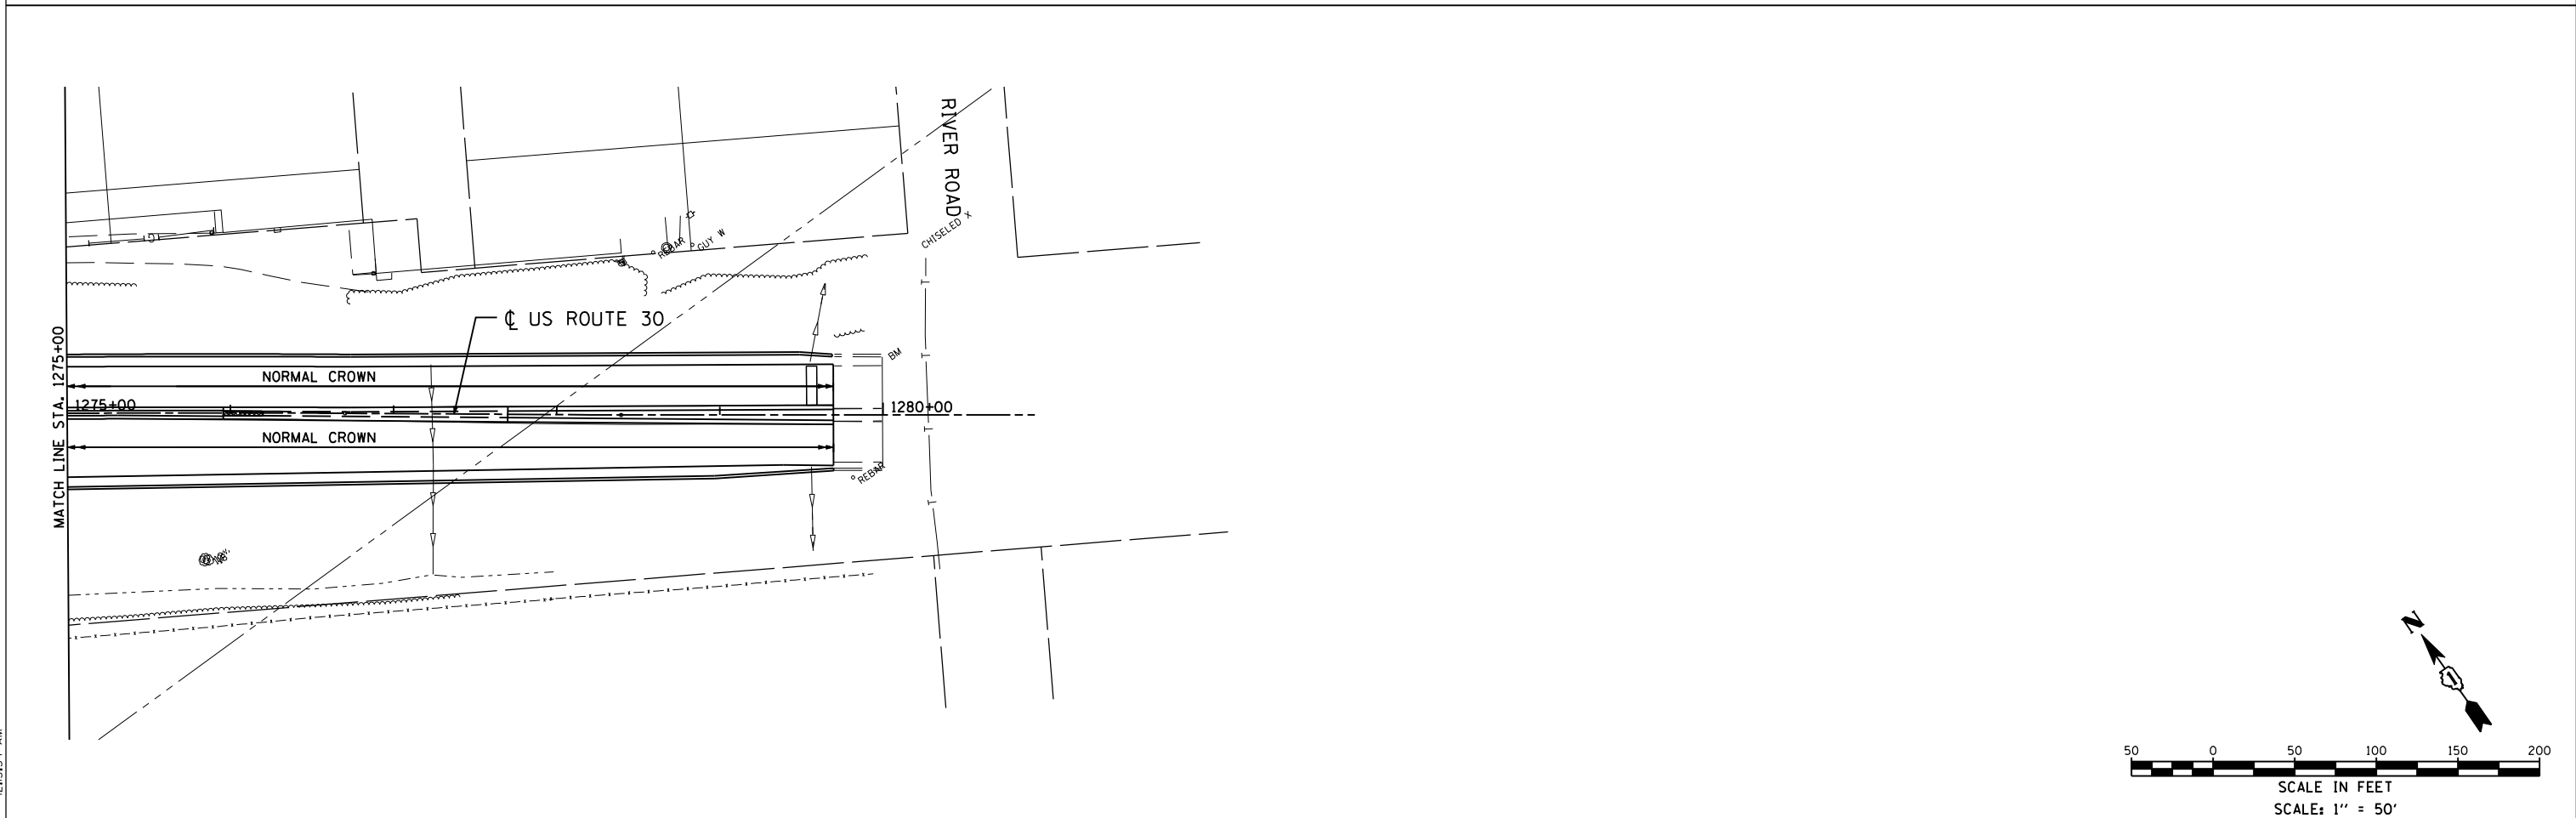 RIVER ROAD
CHISELED X
REBAR
GUY W
℄ US ROUTE 30
MATCH LINE STA. 1275+00
BM
NORMAL CROWN
1275+00
1280+00
NORMAL CROWN
REBAR
N
50 0 50 100 150 200
SCALE IN FEET
SCALE: 1'' = 50'
T
T
T
T